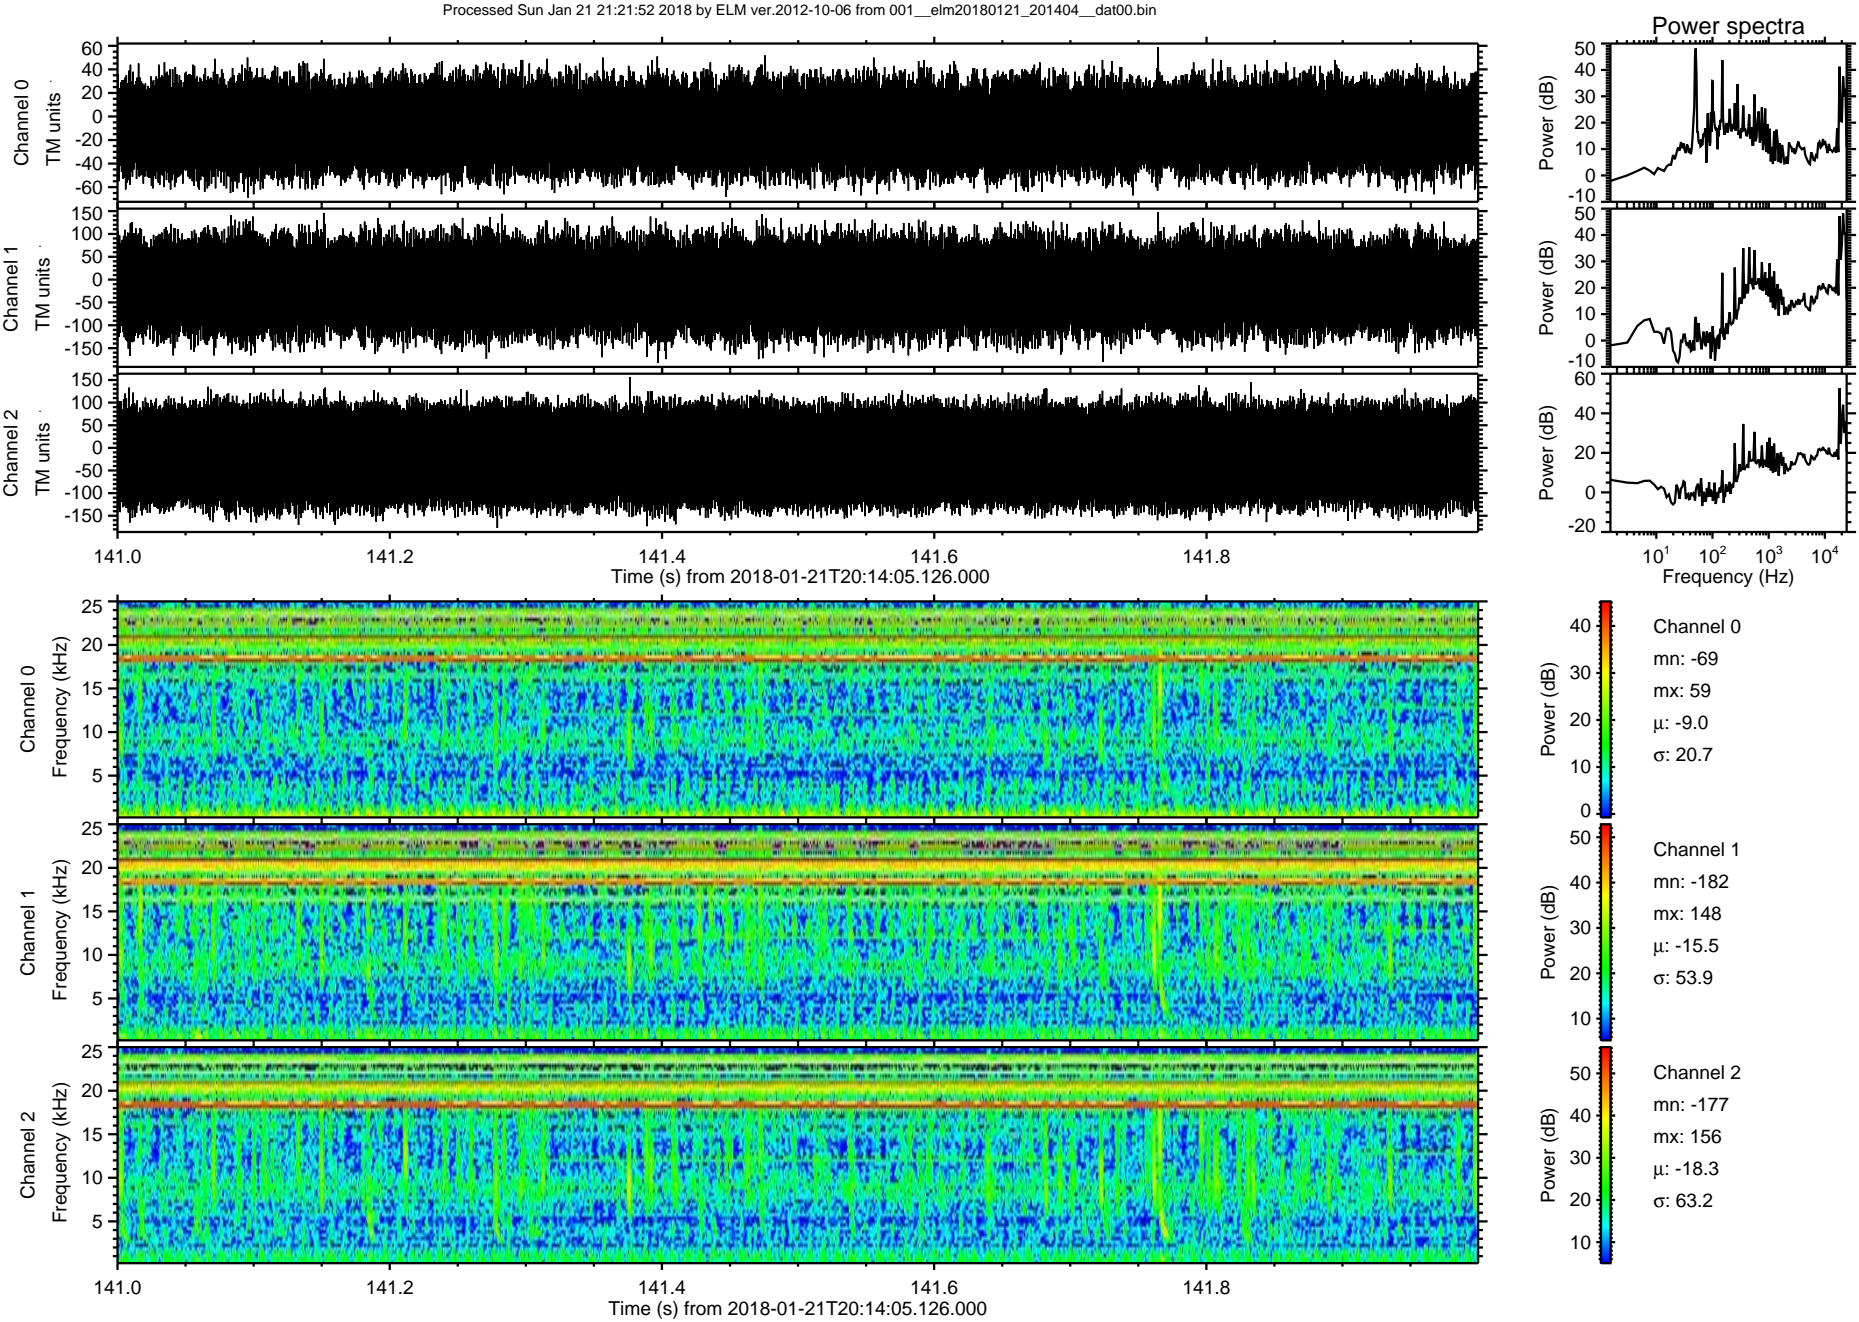 Processed Sun Jan 21 21:21:52 2018 by ELM ver.2012-10-06 from 001__elm20180121_201404__dat00.bin
Power spectra
Channel 0
TM units
60
40
20
0
-20
-40
-60
Power (dB)
50
40
30
20
10
0
-10
Channel 1
TM units
150
100
50
0
-50
-100
-150
Power (dB)
50
40
30
20
10
0
-10
Channel 2
TM units
150
100
50
0
-50
-100
-150
Power (dB)
60
40
20
0
-20
141.0 141.2 141.4 141.6 141.8
Time (s) from 2018-01-21T20:14:05.126.000
10¹ 10² 10³ 10⁴
Frequency (Hz)
Channel 0
Frequency (kHz)
25
20
15
10
5
Power (dB)
40
30
20
10
0
Channel 0
mn: -69
mx: 59
μ: -9.0
σ: 20.7
Channel 1
Frequency (kHz)
25
20
15
10
5
Power (dB)
50
40
30
20
10
Channel 1
mn: -182
mx: 148
μ: -15.5
σ: 53.9
Channel 2
Frequency (kHz)
25
20
15
10
5
Power (dB)
50
40
30
20
10
Channel 2
mn: -177
mx: 156
μ: -18.3
σ: 63.2
141.0 141.2 141.4 141.6 141.8
Time (s) from 2018-01-21T20:14:05.126.000